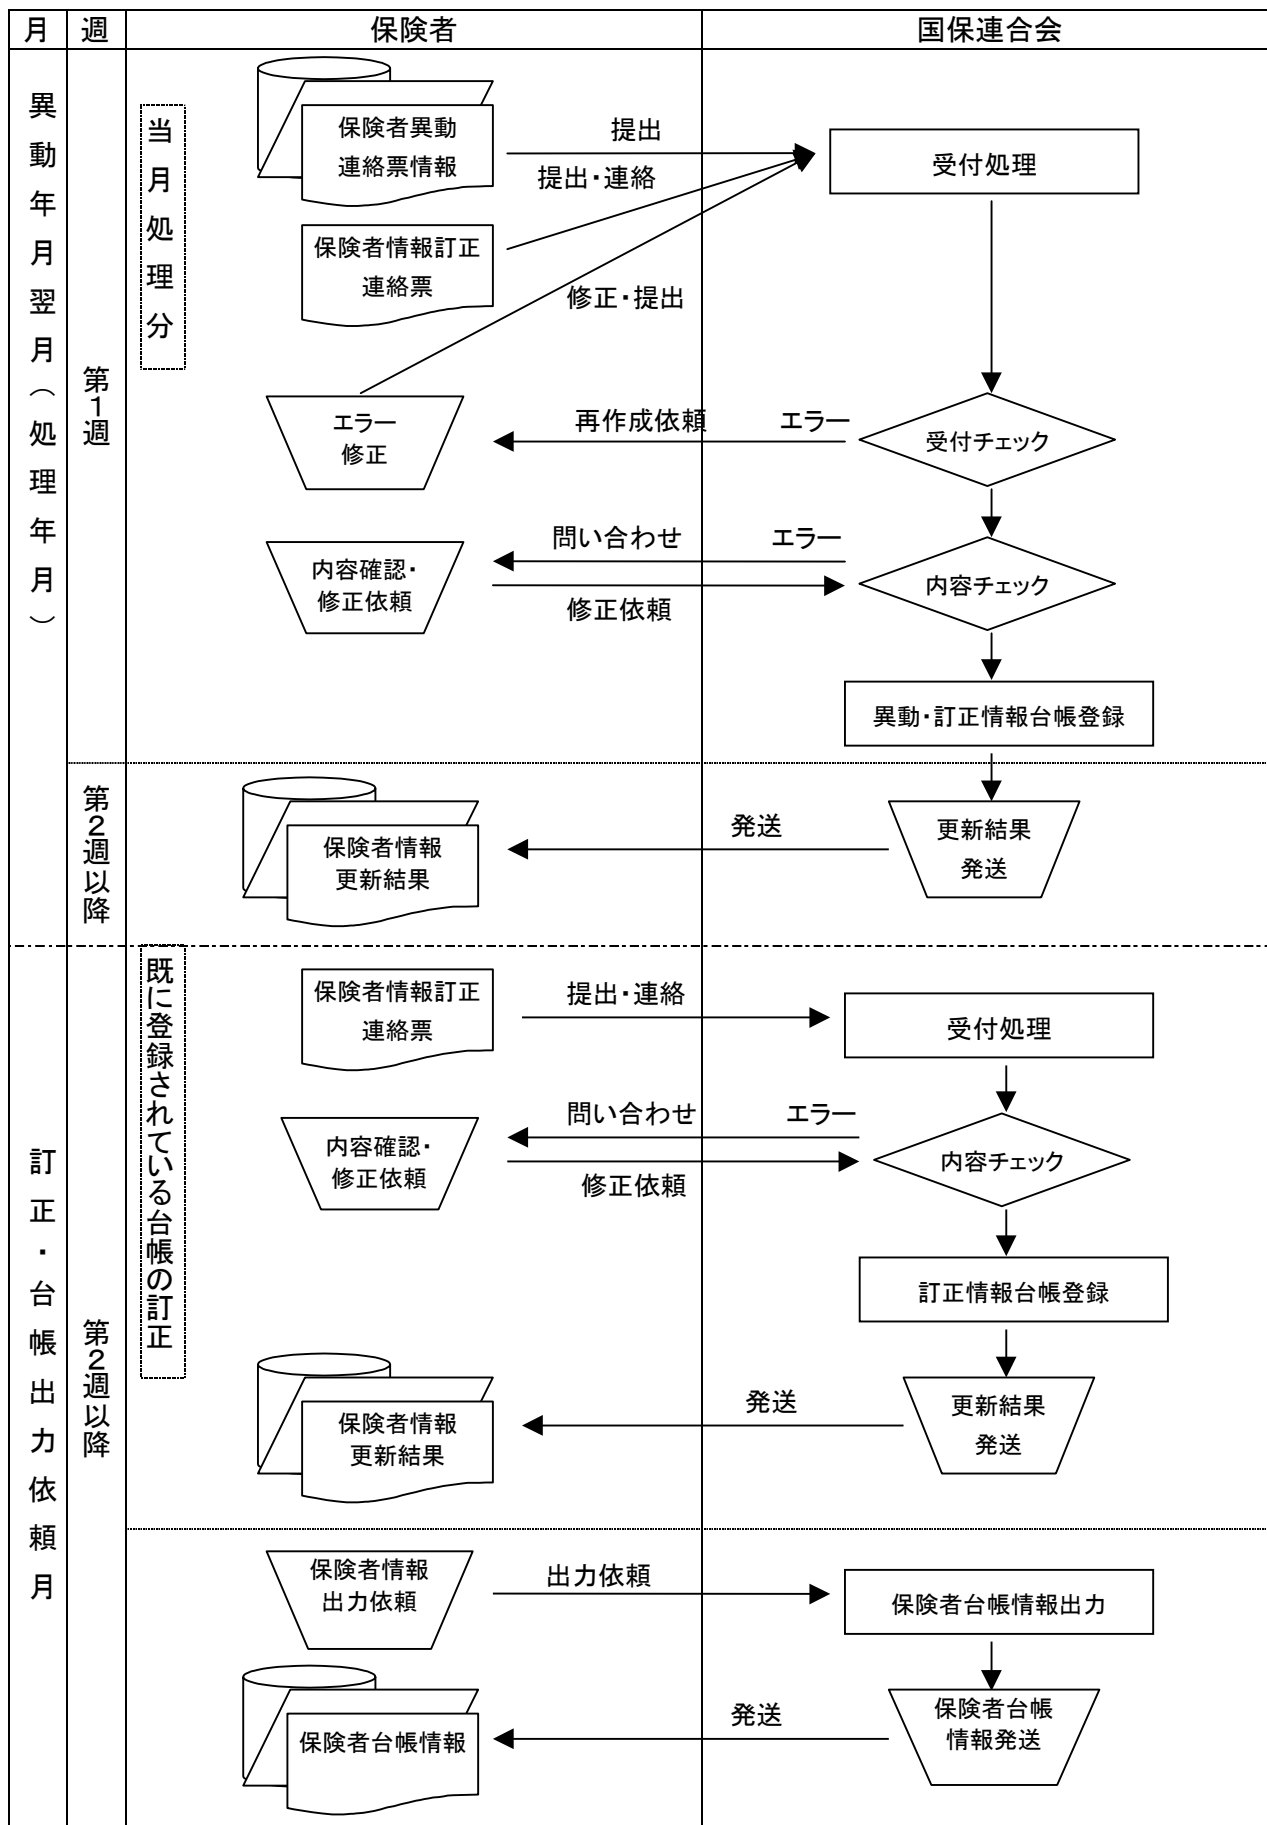 月
週
保険者
国保連合会
異動年月翌月（処理年月）
第1週
当月処理分
保険者異動
連絡票情報
提出
提出・連絡
受付処理
保険者情報訂正
連絡票
修正・提出
エラー
修正
再作成依頼
エラー
受付チェック
内容確認・
修正依頼
問い合わせ
エラー
修正依頼
内容チェック
異動・訂正情報台帳登録
第2週以降
保険者情報
更新結果
発送
更新結果
発送
訂正・台帳出力依頼月
第2週以降
既に登録されている台帳の訂正
保険者情報訂正
連絡票
提出・連絡
受付処理
内容確認・
修正依頼
問い合わせ
エラー
修正依頼
内容チェック
訂正情報台帳登録
保険者情報
更新結果
発送
更新結果
発送
保険者情報
出力依頼
出力依頼
保険者台帳情報出力
保険者台帳情報
発送
保険者台帳
情報発送